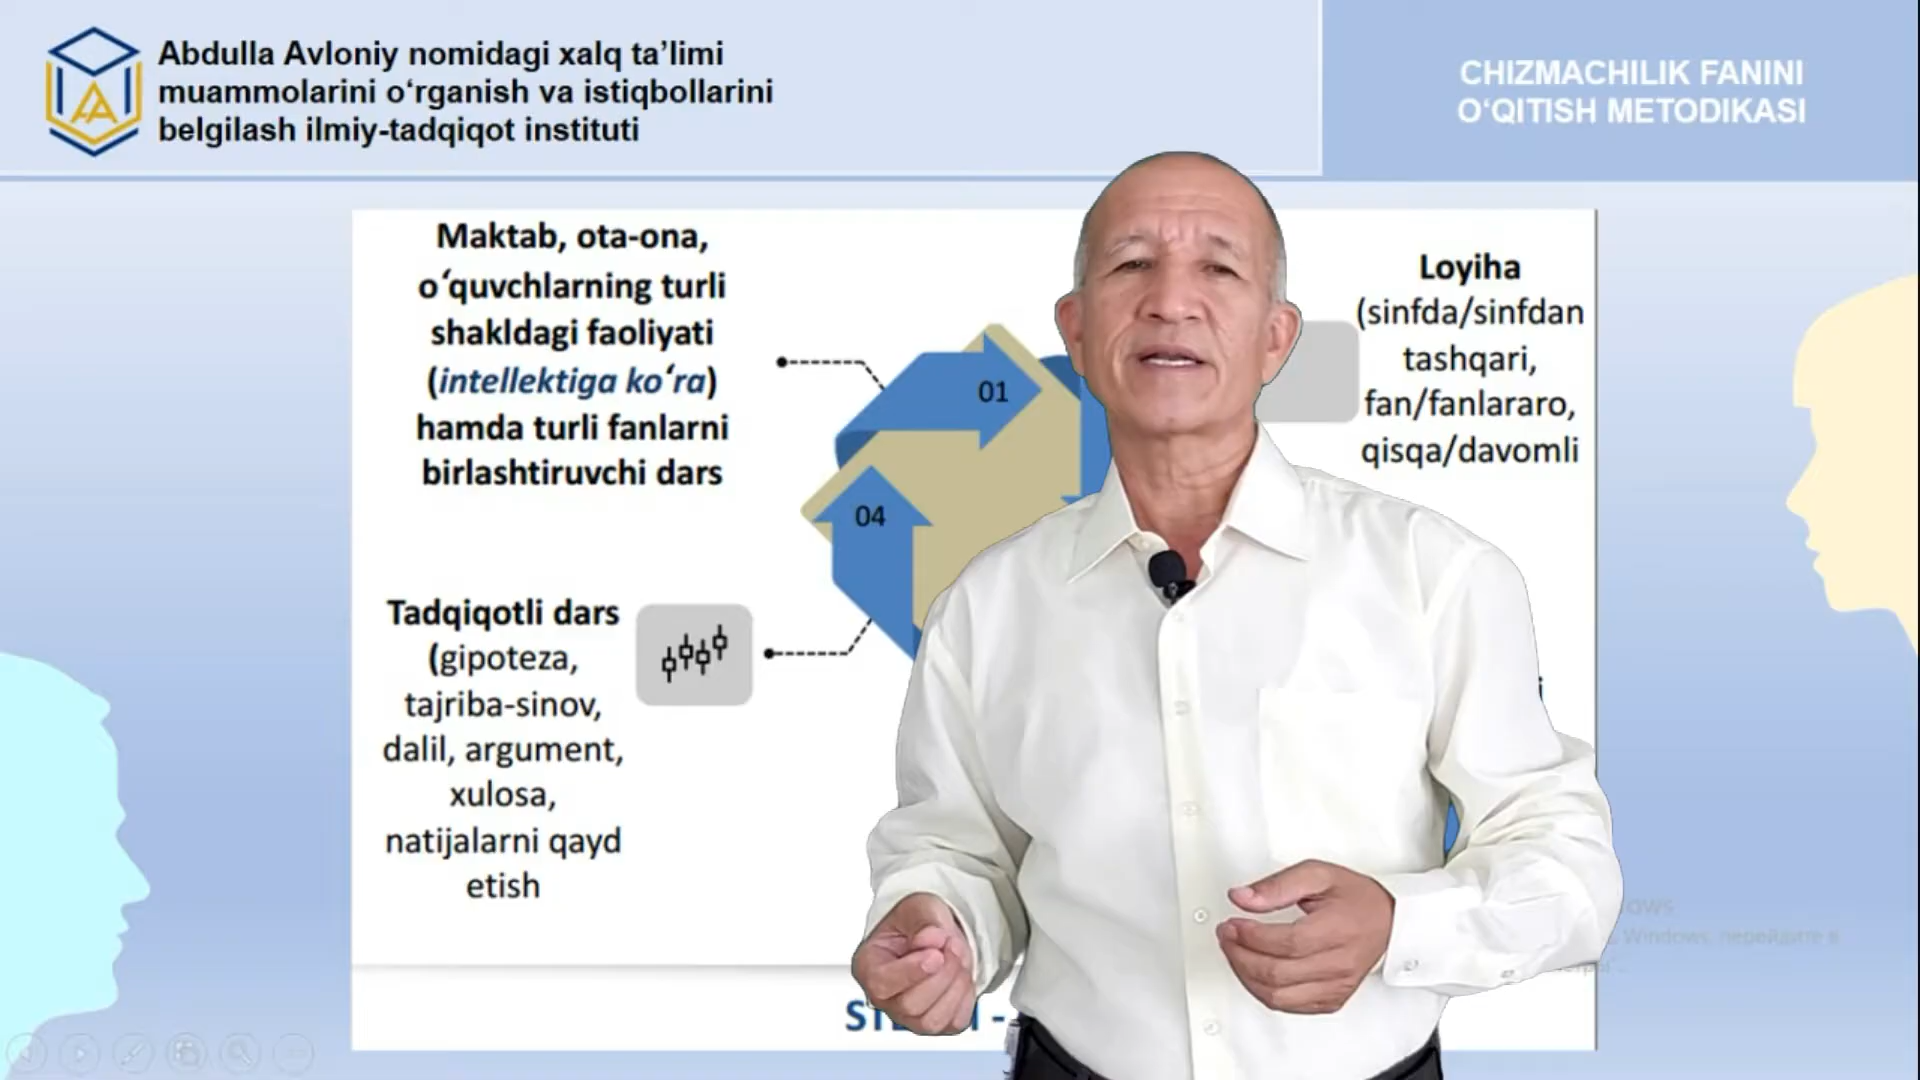 Abdulla Avloniy nomidagi xalq ta’limi
muammolarini o‘rganish va istiqbollarini
belgilash ilmiy-tadqiqot instituti
CHIZMACHILIK FANINI
O‘QITISH METODIKASI
Maktab, ota-ona,
o‘quvchlarning turli
shakldagi faoliyati
(intellektiga ko‘ra)
hamda turli fanlarni
birlashtiruvchi dars
01
04
Loyiha
(sinfda/sinfdan
tashqari,
fan/fanlararo,
qisqa/davomli
Tadqiqotli dars
(gipoteza,
tajriba-sinov,
dalil, argument,
xulosa,
natijalarni qayd
etish
Windows, перейдите в